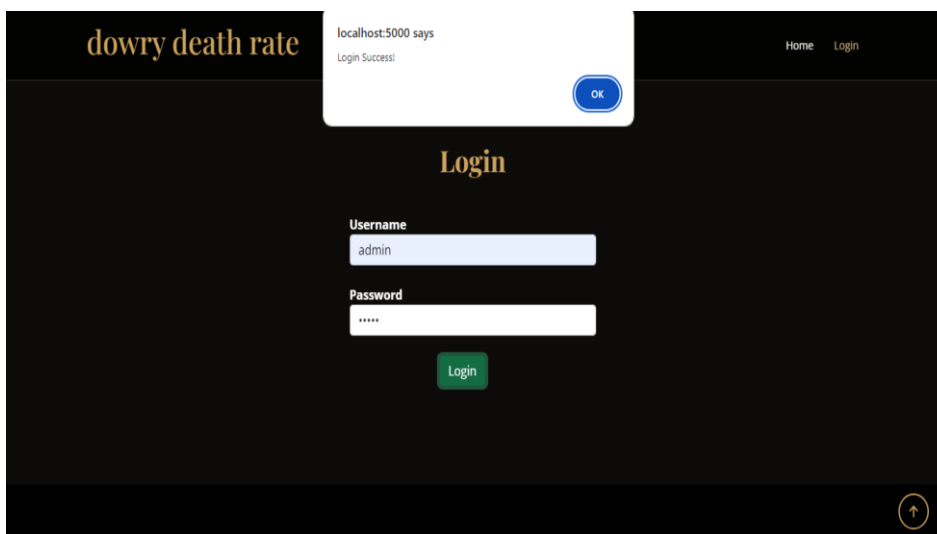 dowry death rate
localhost:5000 says
Login Success!
OK
Home Login
Login
Username
admin
Password
•••••
Login